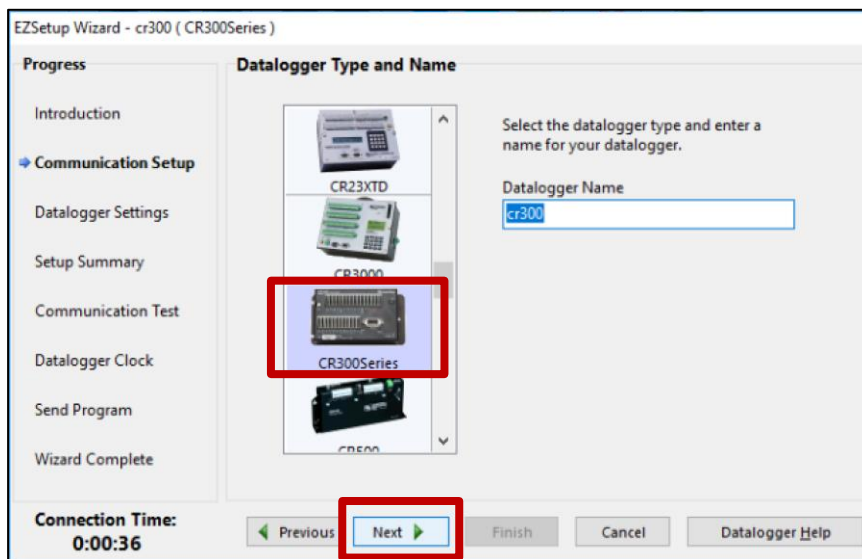 EZSetup Wizard - cr300 ( CR300Series )
Progress
Introduction
Communication Setup
Datalogger Settings
Setup Summary
Communication Test
Datalogger Clock
Send Program
Wizard Complete
Connection Time:
0:00:36
Datalogger Type and Name
CR23XTD
CR3000
CR300Series
CR500
Select the datalogger type and enter a
name for your datalogger.
Datalogger Name
cr300
Previous
Next
Finish
Cancel
Datalogger Help